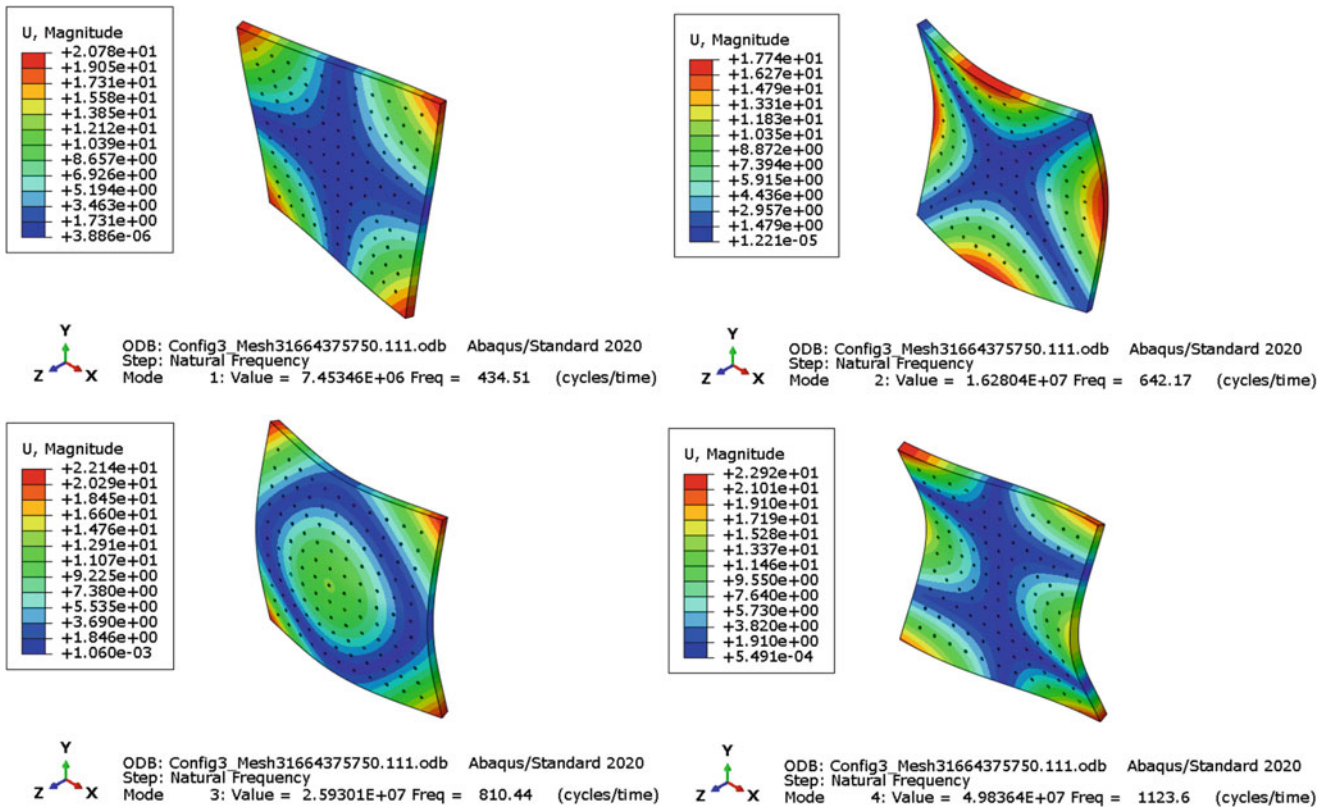 U, Magnitude
+2.078e+01
+1.905e+01
+1.731e+01
+1.558e+01
+1.385e+01
+1.212e+01
+1.039e+01
+8.657e+00
+6.926e+00
+5.194e+00
+3.463e+00
+1.731e+00
+3.886e-06
Y
Z X
ODB: Config3_Mesh31664375750.111.odb Abaqus/Standard 2020
Step: Natural Frequency
Mode 1: Value = 7.45346E+06 Freq = 434.51 (cycles/time)
U, Magnitude
+1.774e+01
+1.627e+01
+1.479e+01
+1.331e+01
+1.183e+01
+1.035e+01
+8.872e+00
+7.394e+00
+5.915e+00
+4.436e+00
+2.957e+00
+1.479e+00
+1.221e-05
Y
Z X
ODB: Config3_Mesh31664375750.111.odb Abaqus/Standard 2020
Step: Natural Frequency
Mode 2: Value = 1.62804E+07 Freq = 642.17 (cycles/time)
U, Magnitude
+2.214e+01
+2.029e+01
+1.845e+01
+1.660e+01
+1.476e+01
+1.291e+01
+1.107e+01
+9.225e+00
+7.380e+00
+5.535e+00
+3.690e+00
+1.846e+00
+1.060e-03
Y
Z X
ODB: Config3_Mesh31664375750.111.odb Abaqus/Standard 2020
Step: Natural Frequency
Mode 3: Value = 2.59301E+07 Freq = 810.44 (cycles/time)
U, Magnitude
+2.292e+01
+2.101e+01
+1.910e+01
+1.719e+01
+1.528e+01
+1.337e+01
+1.146e+01
+9.550e+00
+7.640e+00
+5.730e+00
+3.820e+00
+1.910e+00
+5.491e-04
Y
Z X
ODB: Config3_Mesh31664375750.111.odb Abaqus/Standard 2020
Step: Natural Frequency
Mode 4: Value = 4.98364E+07 Freq = 1123.6 (cycles/time)